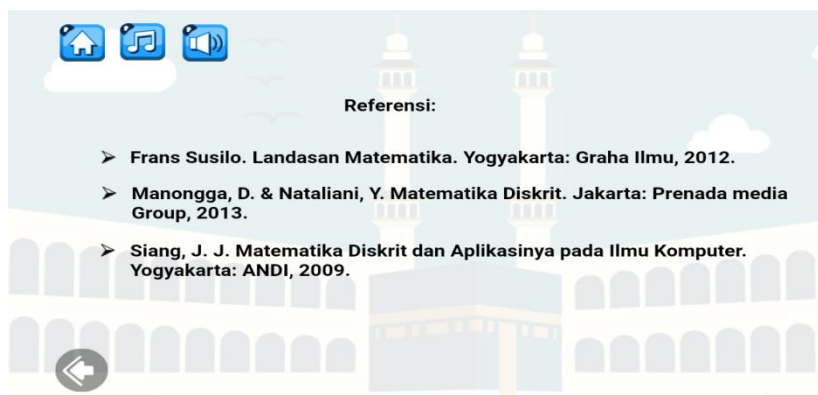 Referensi:
➤ Frans Susilo. Landasan Matematika. Yogyakarta: Graha Ilmu, 2012.
➤ Manongga, D. & Nataliani, Y. Matematika Diskrit. Jakarta: Prenada media
Group, 2013.
➤ Siang, J. J. Matematika Diskrit dan Aplikasinya pada Ilmu Komputer.
Yogyakarta: ANDI, 2009.